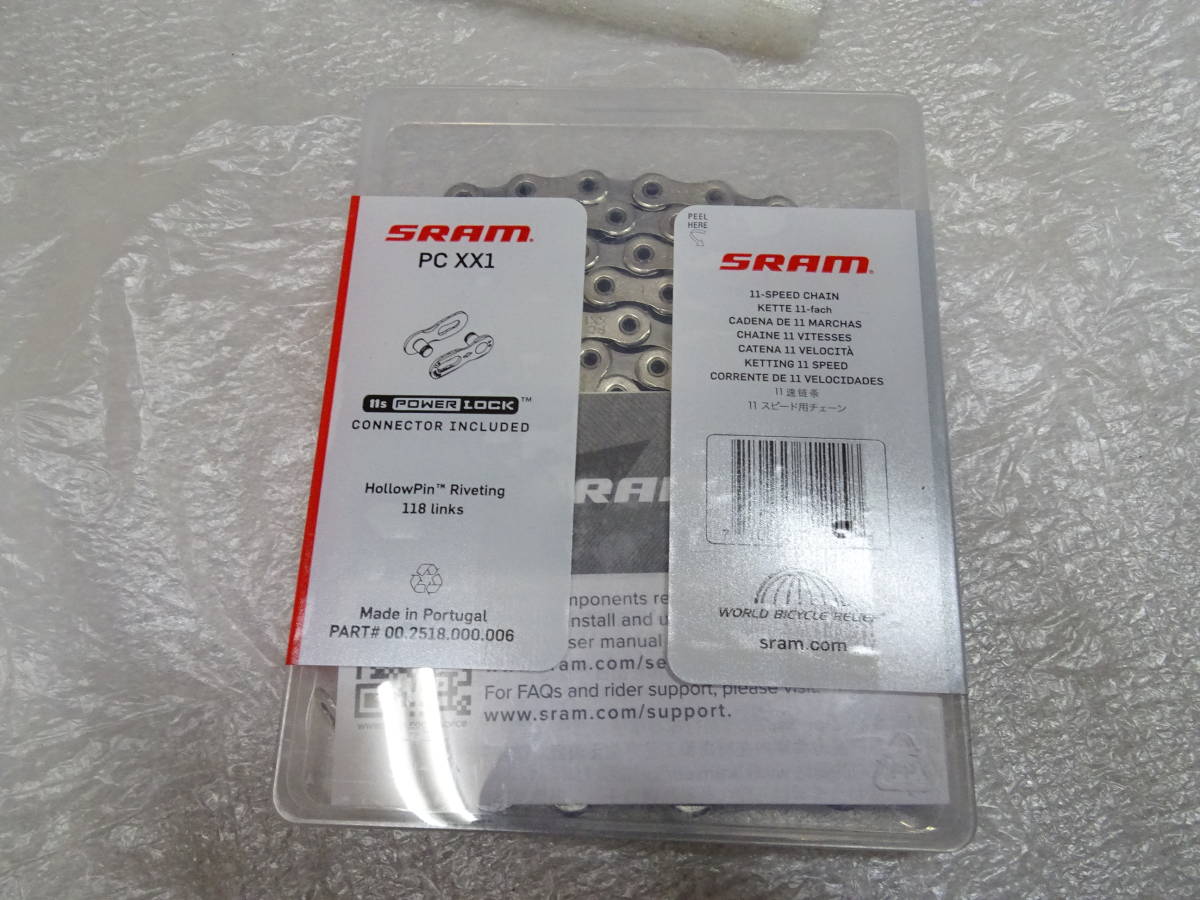 SRAM
PC XX1
11s POWER LOCK™
CONNECTOR INCLUDED
HollowPin™ Riveting
118 links
Made in Portugal
PART# 00.2518.000.006
PEEL
HERE
SRAM
11-SPEED CHAIN
KETTE 11-fach
CADENA DE 11 MARCHAS
CHAINE 11 VITESSES
CATENA 11 VELOCITÀ
KETTING 11 SPEED
CORRENTE DE 11 VELOCIDADES
11 速链条
11 スピード用チェーン
WORLD BICYCLE RELIEF
sram.com
RAM
mponents re
nstall and u
ser manual
ram.com/se
For FAQs and rider support, please visit
www.sram.com/support.